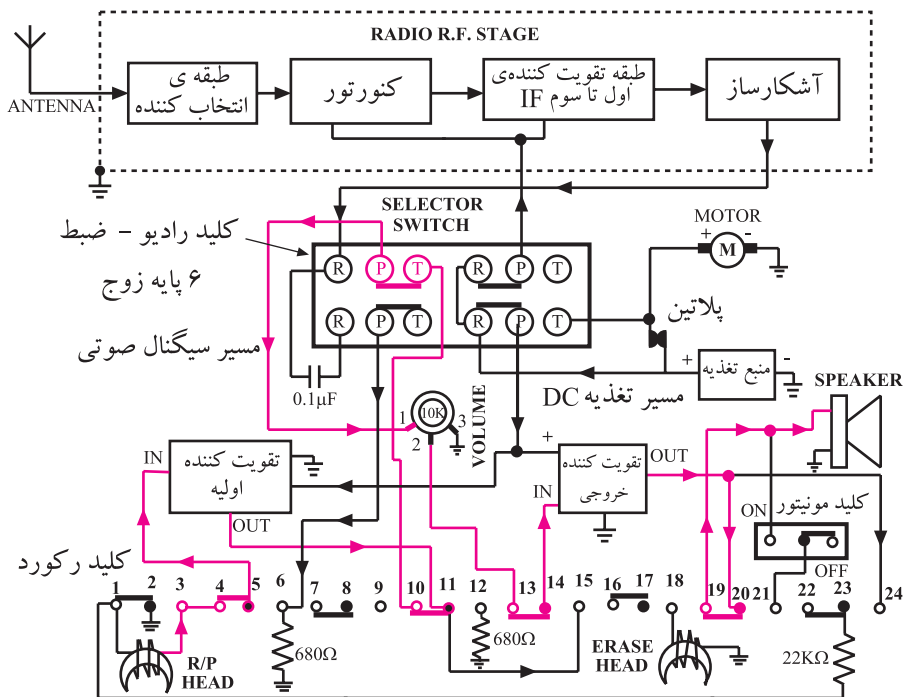 RADIO R.F. STAGE
ANTENNA
طبقه ی
انتخاب کننده
کنورتور
طبقه تقویت کننده‌ی
اول تا سوم IF
آشکارساز
SELECTOR
SWITCH
کلید رادیو - ضبط
۶ پایه زوج
R P T R P T
R P T R P T
MOTOR
+ -
M
پلاتین
مسیر سیگنال صوتی
0.1μF
مسیر تغذیه DC
+ منبع تغذیه -
SPEAKER
1 10K 3
2
VOLUME
IN
تقویت کننده
اولیه
OUT
+
تقویت کننده
خروجی
IN
OUT
کلید مونیتور
ON
OFF
کلید رکورد
1 2 3 4 5 6 7 8 9 10 11 12 13 14 15 16 17 18 19 20 21 22 23 24
R/P
HEAD
680Ω
680Ω
ERASE
HEAD
22KΩ